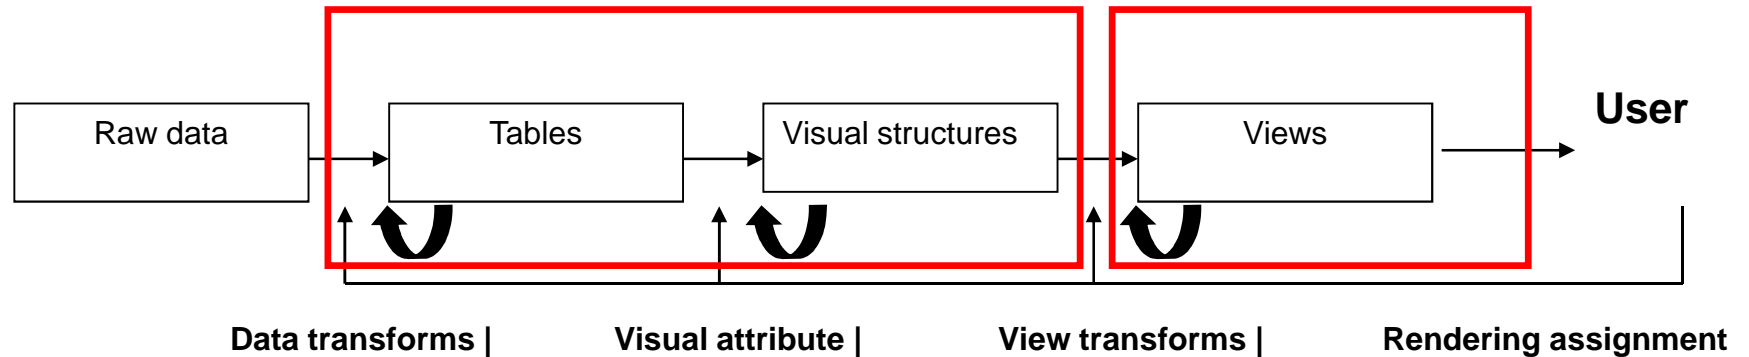 User
Raw data
Tables
Visual structures
Views
Data transforms |
Visual attribute |
View transforms |
Rendering assignment